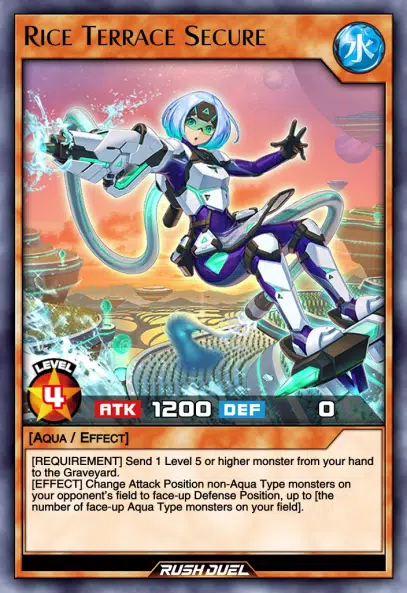 RICE TERRACE SECURE
水
LEVEL
4
ATK 1200 DEF 0
[AQUA / EFFECT]
[REQUIREMENT] Send 1 Level 5 or higher monster from your hand
to the Graveyard.
[EFFECT] Change Attack Position non-Aqua Type monsters on
your opponent's field to face-up Defense Position, up to [the
number of face-up Aqua Type monsters on your field].
RUSH DUEL